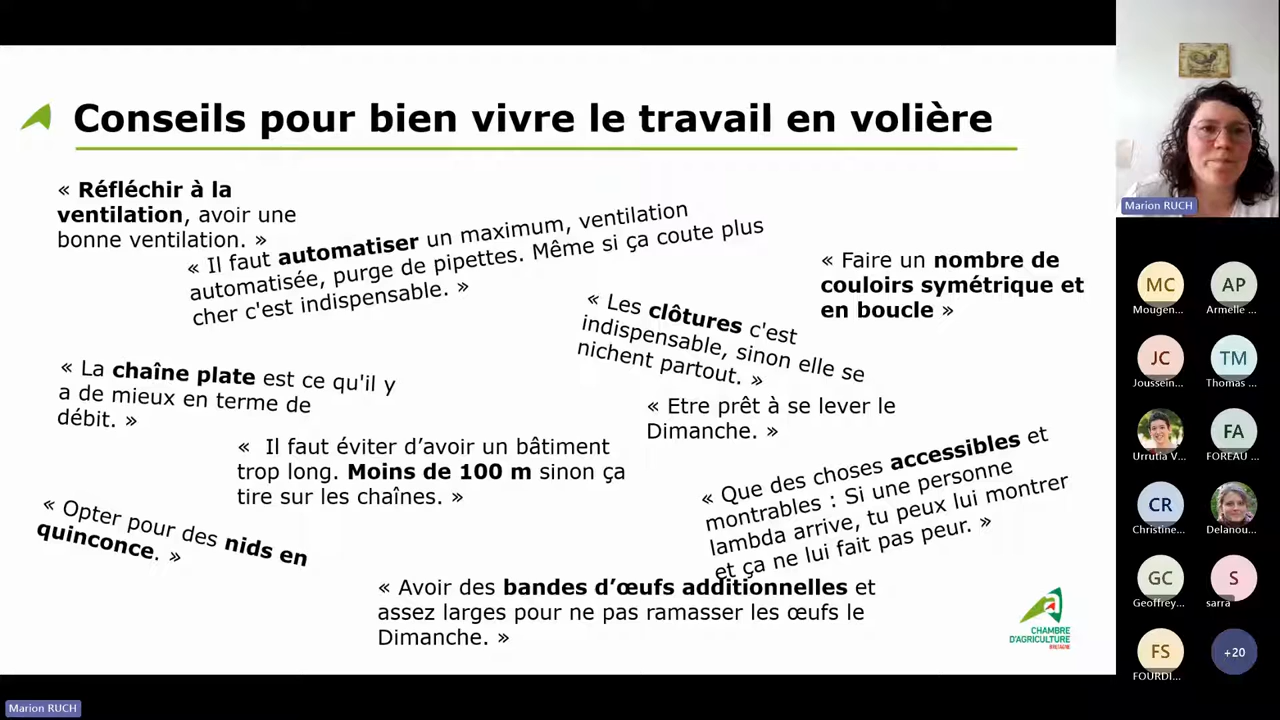 Conseils pour bien vivre le travail en volière
« Réfléchir à la
ventilation, avoir une
bonne ventilation. »
« Il faut automatiser un maximum, ventilation
automatisée, purge de pipettes. Même si ça coute plus
cher c'est indispensable. »
« Faire un nombre de
couloirs symétrique et
en boucle »
« Les clôtures c'est
indispensable, sinon elle se
nichent partout. »
« La chaîne plate est ce qu'il y
a de mieux en terme de
débit. »
« Etre prêt à se lever le
Dimanche. »
« Il faut éviter d’avoir un bâtiment
trop long. Moins de 100 m sinon ça
tire sur les chaînes. »
« Que des choses accessibles et
montrables : Si une personne
lambda arrive, tu peux lui montrer
et ça ne lui fait pas peur. »
« Opter pour des nids en
quinconce. »
« Avoir des bandes d’œufs additionnelles et
assez larges pour ne pas ramasser les œufs le
Dimanche. »
CHAMBRE
D'AGRICULTURE
BRETAGNE
Marion RUCH
Marion RUCH
MC
AP
Mougen...
Armelle ...
JC
TM
Joussein...
Thomas ...
FA
Urrutia V...
FOREAU ...
CR
Christine...
Delanou...
GC
S
Geoffrey...
sarra
FS
+20
FOURDI...